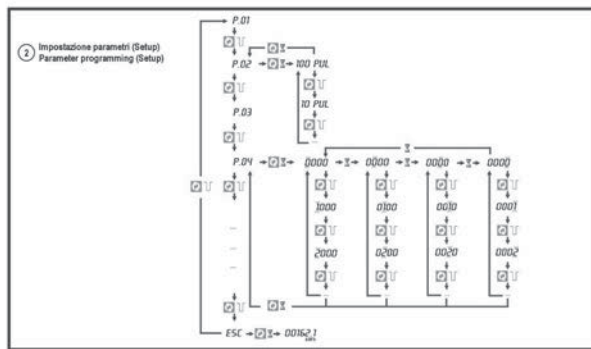 P.01
2 Impostazione parametri (Setup)
Parameter programming (Setup)
P.02 100 PUL
10 PUL
P.03
P.04 0000 0000 0000 0000
1000 0100 0010 0001
2000 0200 0020 0002
ESC 00162.1
kWh